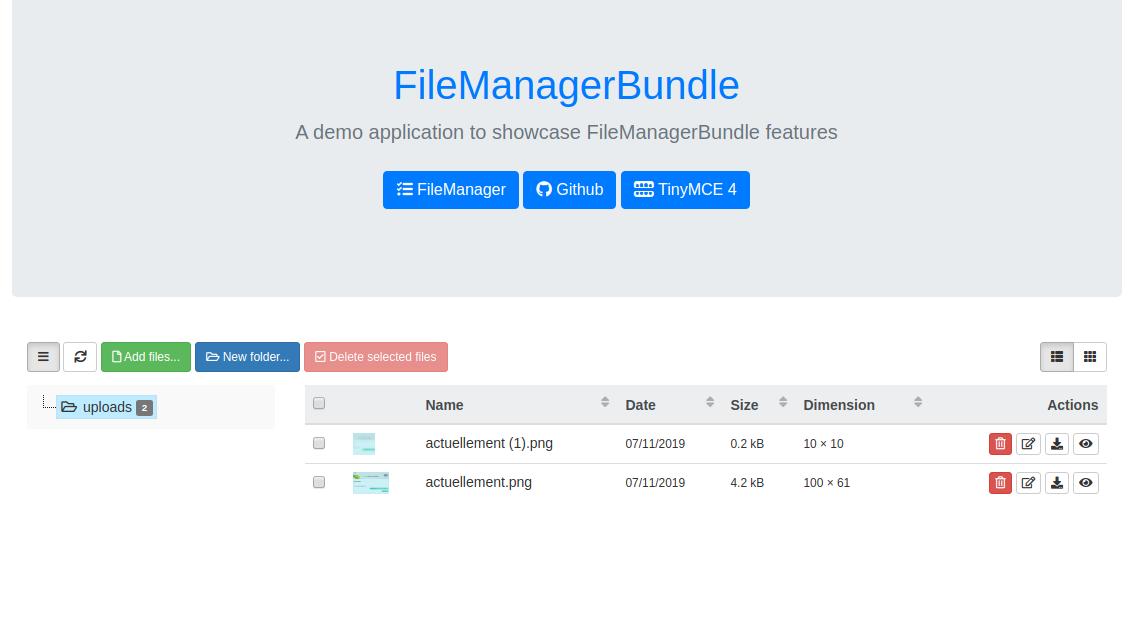 FileManagerBundle
A demo application to showcase FileManagerBundle features
FileManager Github TinyMCE 4
Add files... New folder... Delete selected files
uploads 2
Name Date Size Dimension Actions
actuellement (1).png 07/11/2019 0.2 kB 10 × 10
actuellement.png 07/11/2019 4.2 kB 100 × 61